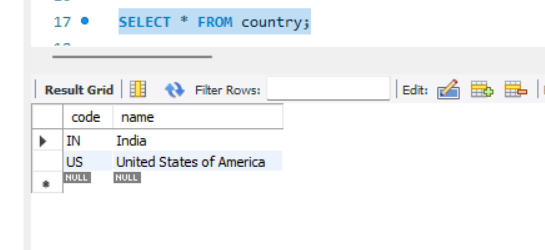 17 SELECT * FROM country;
Result Grid Filter Rows: Edit:
code name
IN India
US United States of America
NULL NULL